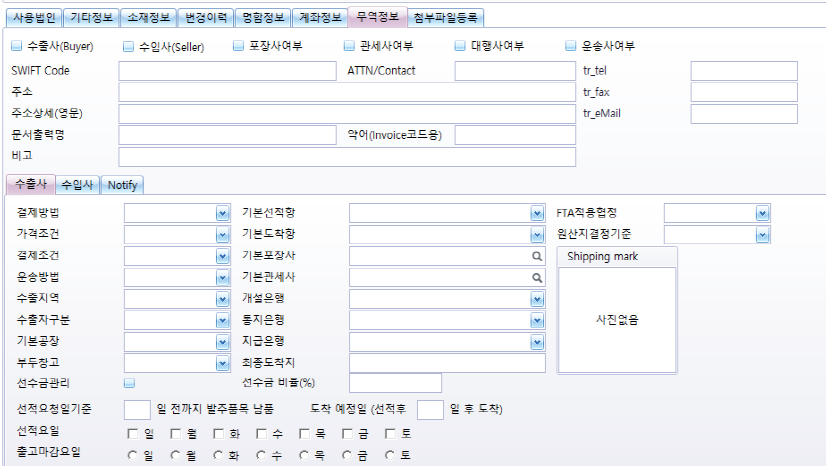 사용법인 기타정보 소재정보 변경이력 명함정보 계좌정보 무역정보 첨부파일등록
수출사(Buyer) 수입사(Seller) 포장사여부 관세사여부 대행사여부 운송사여부
SWIFT Code ATTN/Contact tr_tel
주소 tr_fax
주소상세(영문) tr_eMail
문서출력명 약어(Invoice코드용)
비고
수출사 수입사 Notify
결제방법 기본선적항 FTA적용협정
가격조건 기본도착항 원산지결정기준
결제조건 기본포장사 Shipping mark
운송방법 기본관세사
수출지역 개설은행
수출자구분 통지은행 사진없음
기본공장 지급은행
부두창고 최종도착지
선수금관리 선수금 비율(%)
선적요청일기준 일 전까지 발주품목 납품 도착 예정일 (선적후 일 후 도착)
선적요일 일 월 화 수 목 금 토
출고마감요일 일 월 화 수 목 금 토